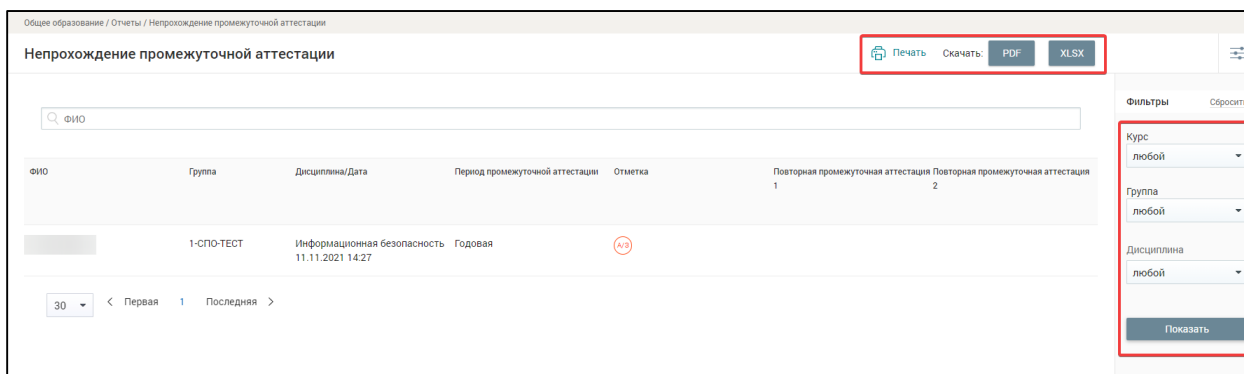 Общее образование / Отчеты / Непрохождение промежуточной аттестации
Непрохождение промежуточной аттестации
Печать Скачать: PDF XLSX
Фильтры Сбросить
ФИО
Курс
любой
Группа
любой
Дисциплина
любой
Показать
ФИО Группа Дисциплина/Дата Период промежуточной аттестации Отметка Повторная промежуточная аттестация Повторная промежуточная аттестация
1 2
1-СПО-ТЕСТ Информационная безопасность Годовая А/З
11.11.2021 14:27
30 Первая 1 Последняя